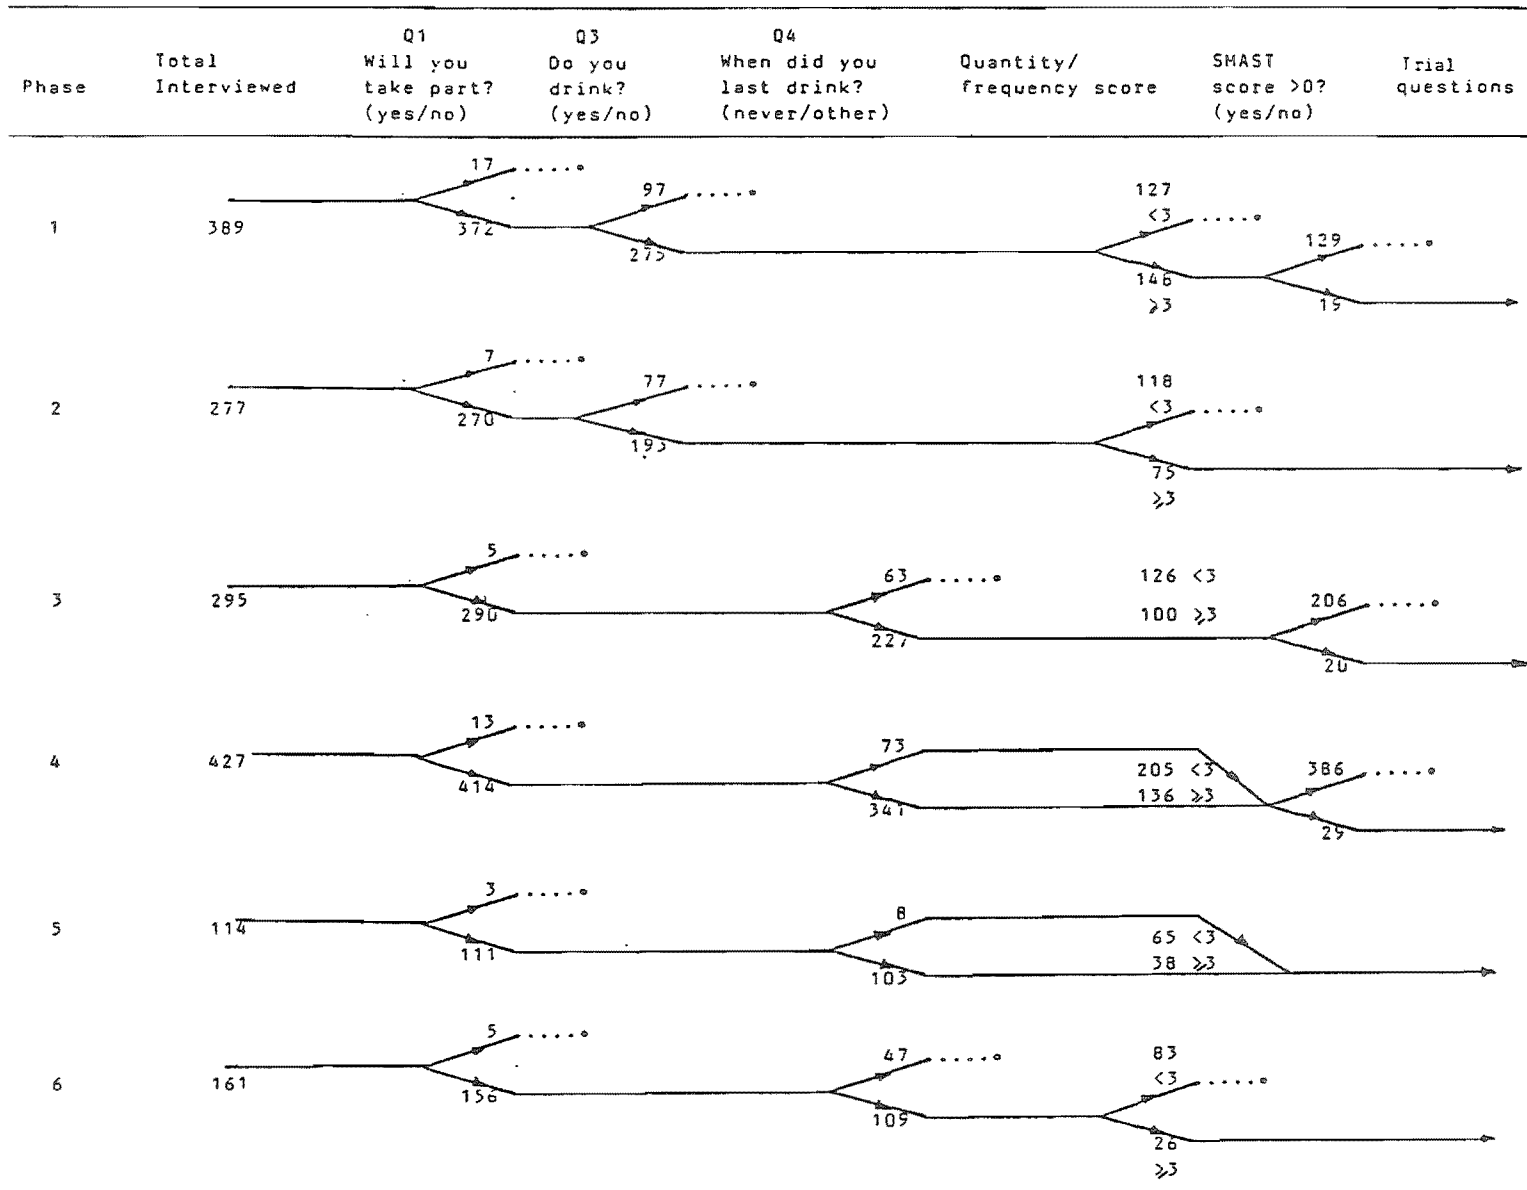 Q1 Q3 Q4
Total Will you Do you When did you Quantity/ SMAST Trial
Phase Interviewed take part? drink? last drink? frequency score score >0? questions
(yes/no) (yes/no) (never/other) (yes/no)
17
97 127
<3
1 389 372
275 129
148
⩾3 19
7
77 118
<3
2 277 270
193
75
⩾3
5
63 126 <3
3 295 290 100 ⩾3 206
227
20
13
73
4 427 414 205 <3 386
136 ⩾3
341 29
3
8
5 114 111 65 <3
103 38 ⩾3
5
47 83
<3
6 161 156
109
26
⩾3